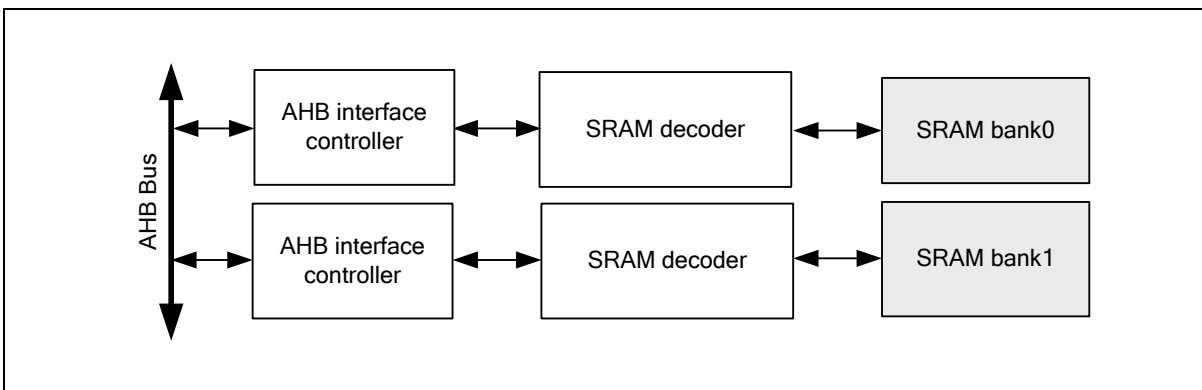 AHB Bus
AHB interface
controller
SRAM decoder
SRAM bank0
AHB interface
controller
SRAM decoder
SRAM bank1